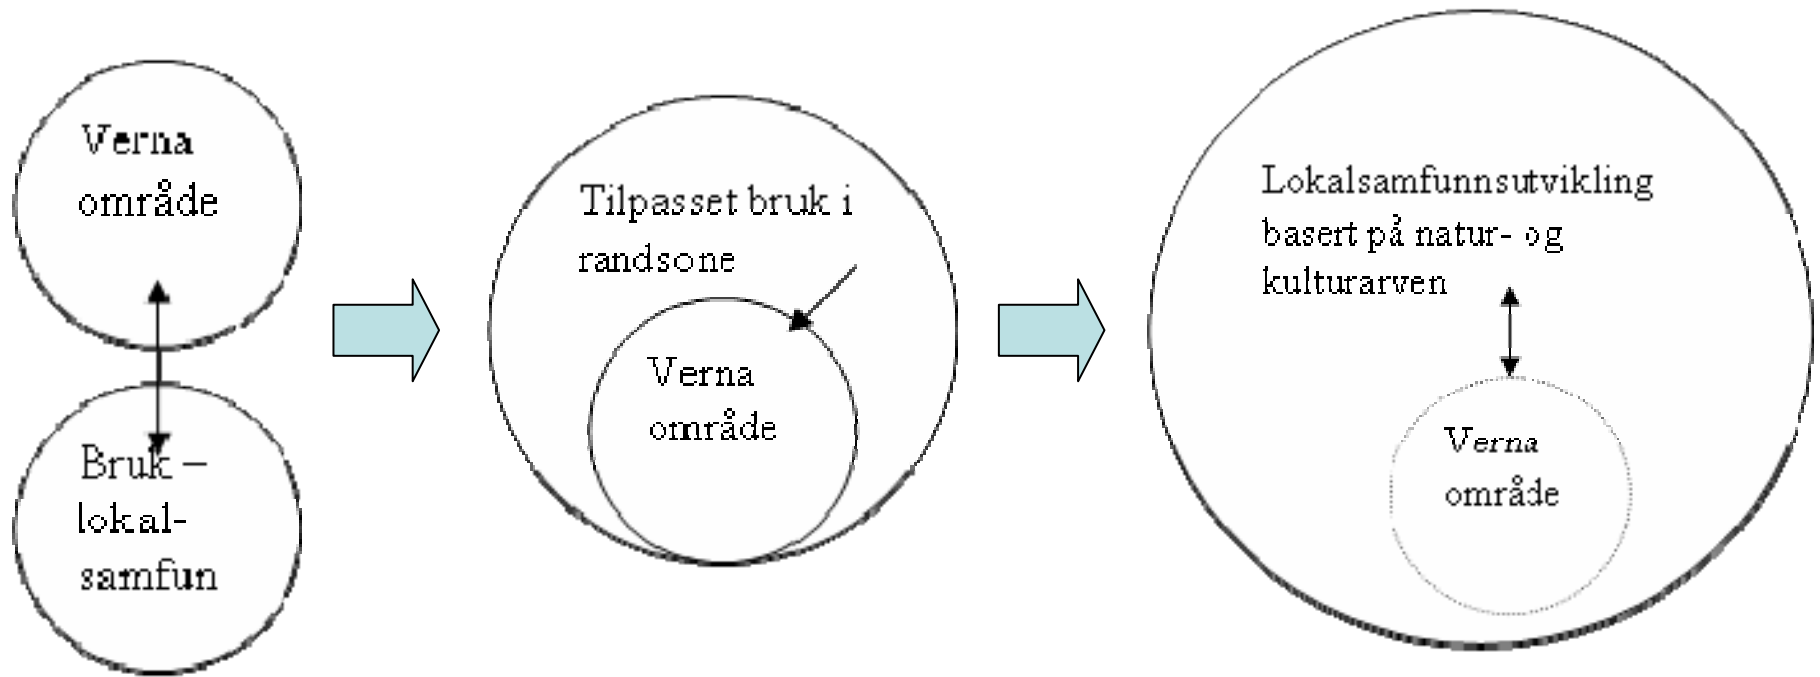 Verna
område
Bruk –
lokal-
samfun
Tilpasset bruk i
randsone
Verna
område
Lokalsamfunnsutvikling
basert på natur- og
kulturarven
Verna
område